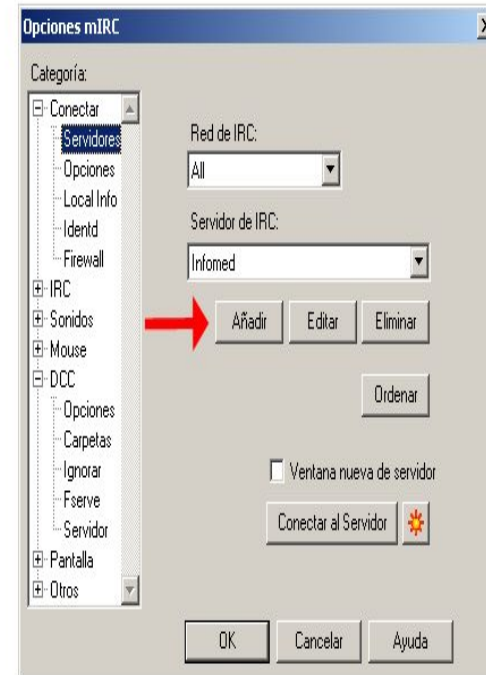 Opciones mIRC
Categoría:
Conectar
Servidores
Opciones
Local Info
Identd
Firewall
IRC
Sonidos
Mouse
DCC
Opciones
Carpetas
Ignorar
Fserve
Servidor
Pantalla
Otros
Red de IRC:
All
Servidor de IRC:
Infomed
Añadir Editar Eliminar
Ordenar
Ventana nueva de servidor
Conectar al Servidor
OK Cancelar Ayuda